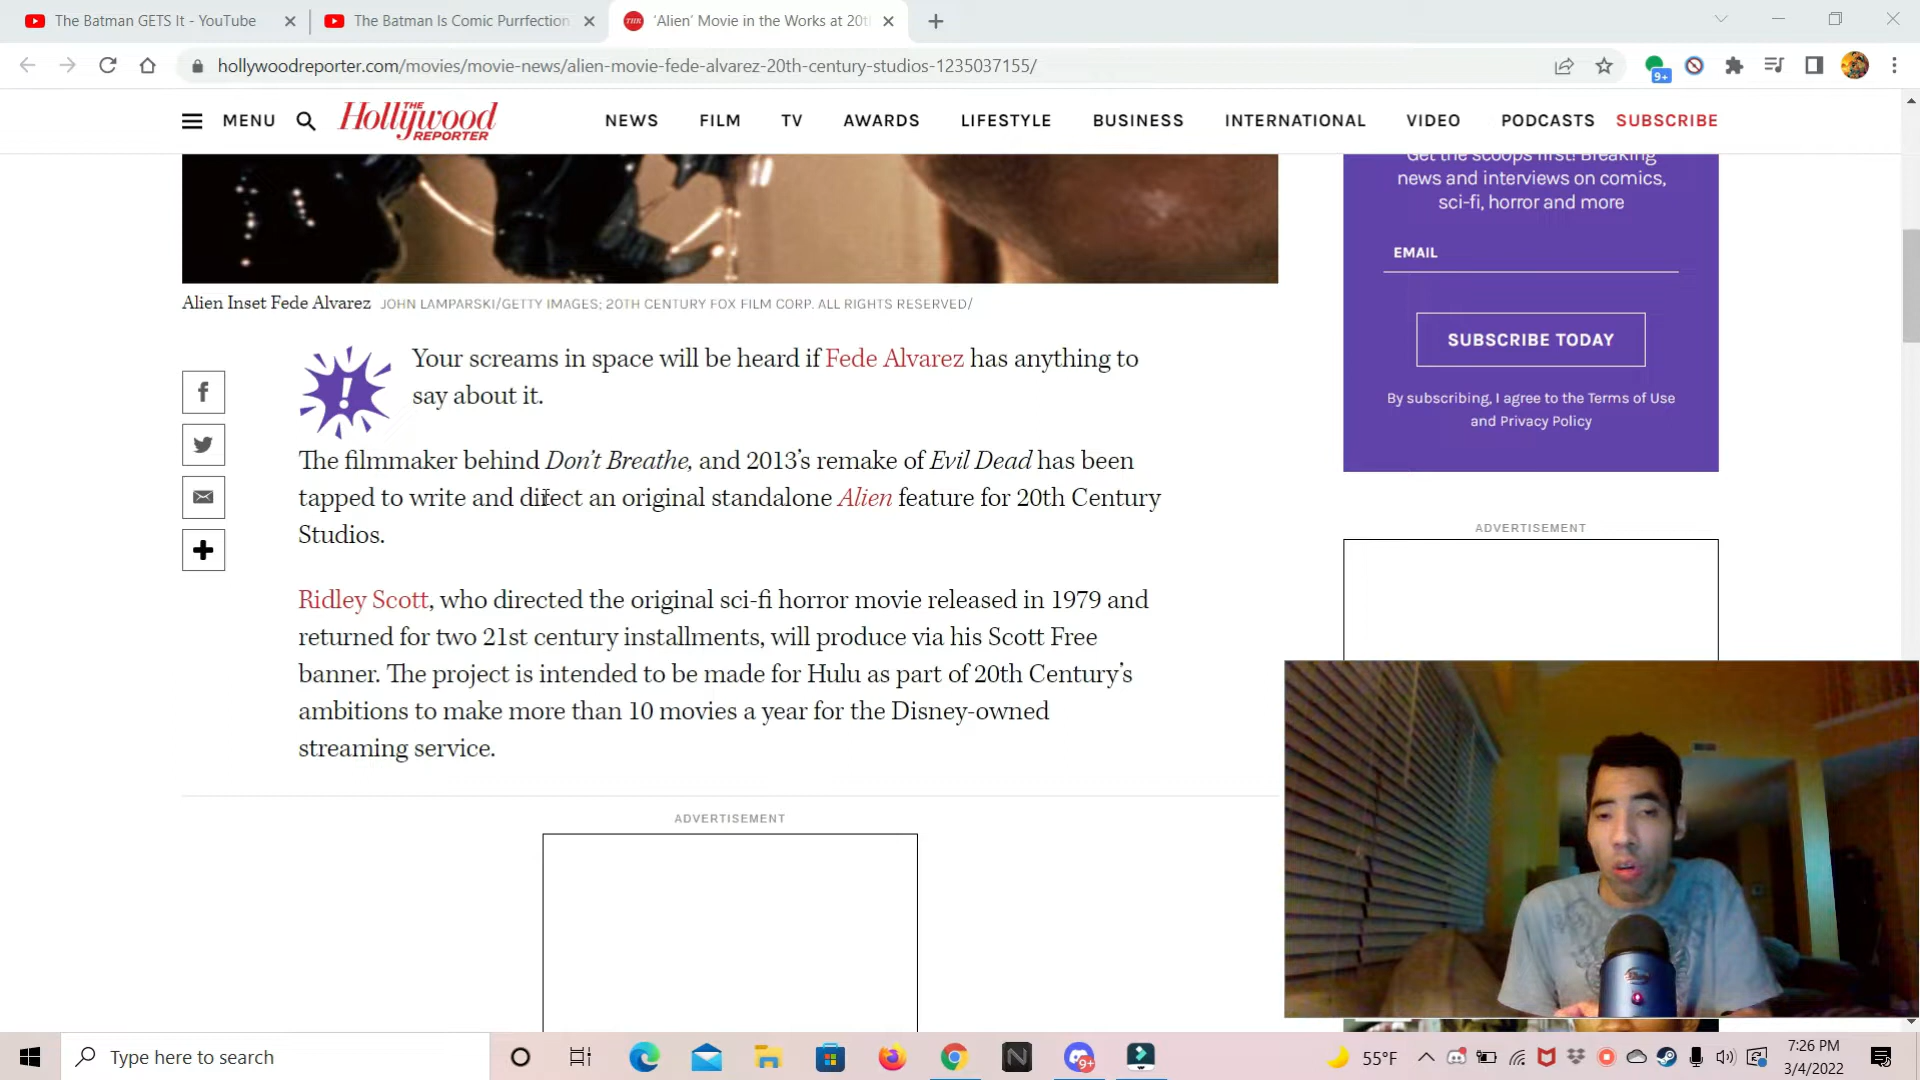 The Batman GETS It - YouTube
The Batman Is Comic Purrfection
'Alien' Movie in the Works at 20t
hollywoodreporter.com/movies/movie-news/alien-movie-fede-alvarez-20th-century-studios-1235037155/
9+
MENU
THE Hollywood REPORTER
NEWS FILM TV AWARDS LIFESTYLE BUSINESS INTERNATIONAL VIDEO PODCASTS SUBSCRIBE
Alien Inset Fede Alvarez JOHN LAMPARSKI/GETTY IMAGES; 20TH CENTURY FOX FILM CORP. ALL RIGHTS RESERVED/
Your screams in space will be heard if Fede Alvarez has anything to
say about it.
The filmmaker behind Don't Breathe, and 2013's remake of Evil Dead has been
tapped to write and direct an original standalone Alien feature for 20th Century
Studios.
Ridley Scott, who directed the original sci-fi horror movie released in 1979 and
returned for two 21st century installments, will produce via his Scott Free
banner. The project is intended to be made for Hulu as part of 20th Century's
ambitions to make more than 10 movies a year for the Disney-owned
streaming service.
ADVERTISEMENT
Get the scoops first! Breaking
news and interviews on comics,
sci-fi, horror and more
EMAIL
SUBSCRIBE TODAY
By subscribing, I agree to the Terms of Use
and Privacy Policy
ADVERTISEMENT
Type here to search
55°F
7:26 PM
3/4/2022